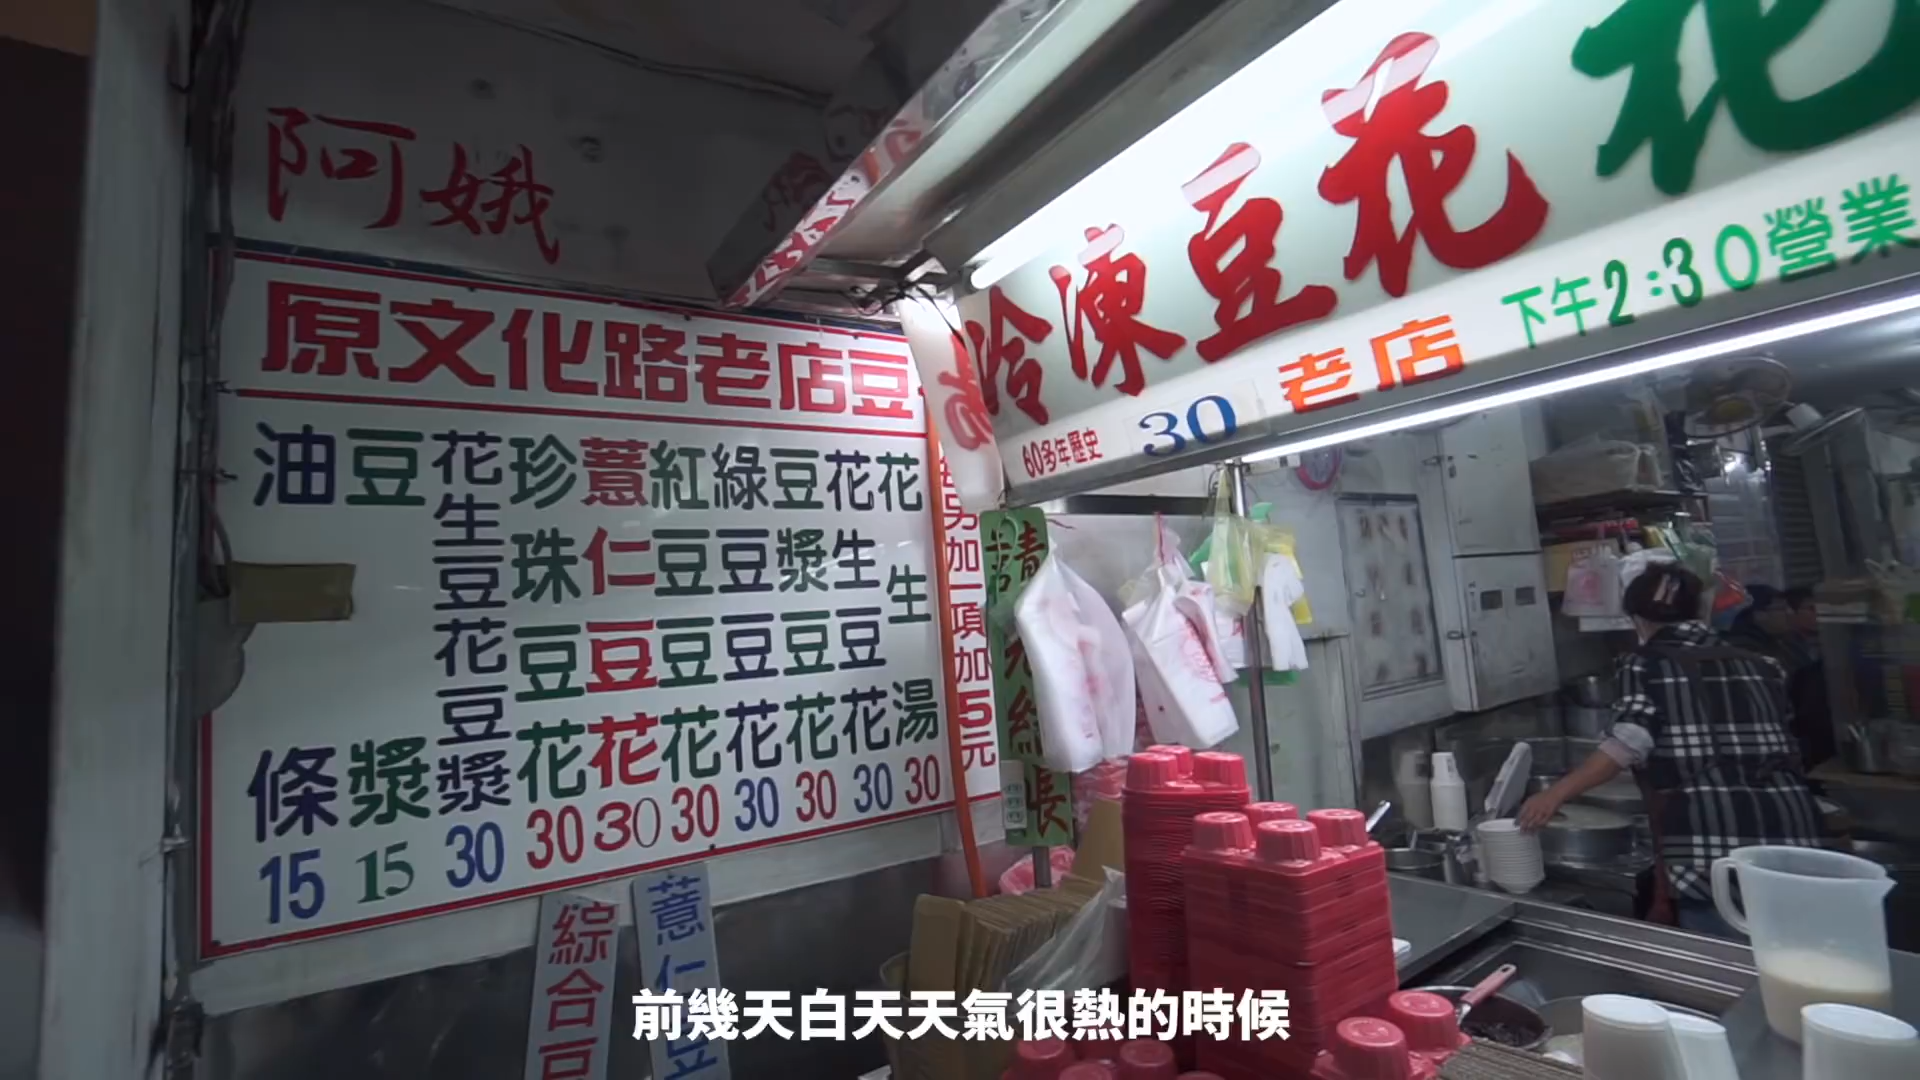 阿娥
原文化路老店豆
花生湯 30
花生豆花 30
豆漿豆花 30
綠豆豆花 30
紅豆豆花 30
薏仁豆花 30
珍珠豆花 30
花生豆花豆漿 30
豆漿 15
油條 15
另加一項加5元
冷凍豆花
60多年歷史
30
老店
下午2:30營業
綜合豆
薏仁豆
前幾天白天天氣很熱的時候